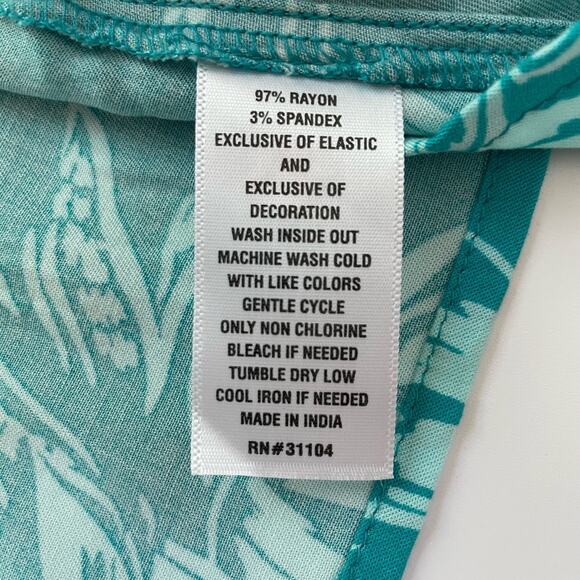 97% RAYON
3% SPANDEX
EXCLUSIVE OF ELASTIC
AND
EXCLUSIVE OF
DECORATION
WASH INSIDE OUT
MACHINE WASH COLD
WITH LIKE COLORS
GENTLE CYCLE
ONLY NON CHLORINE
BLEACH IF NEEDED
TUMBLE DRY LOW
COOL IRON IF NEEDED
MADE IN INDIA
RN#31104